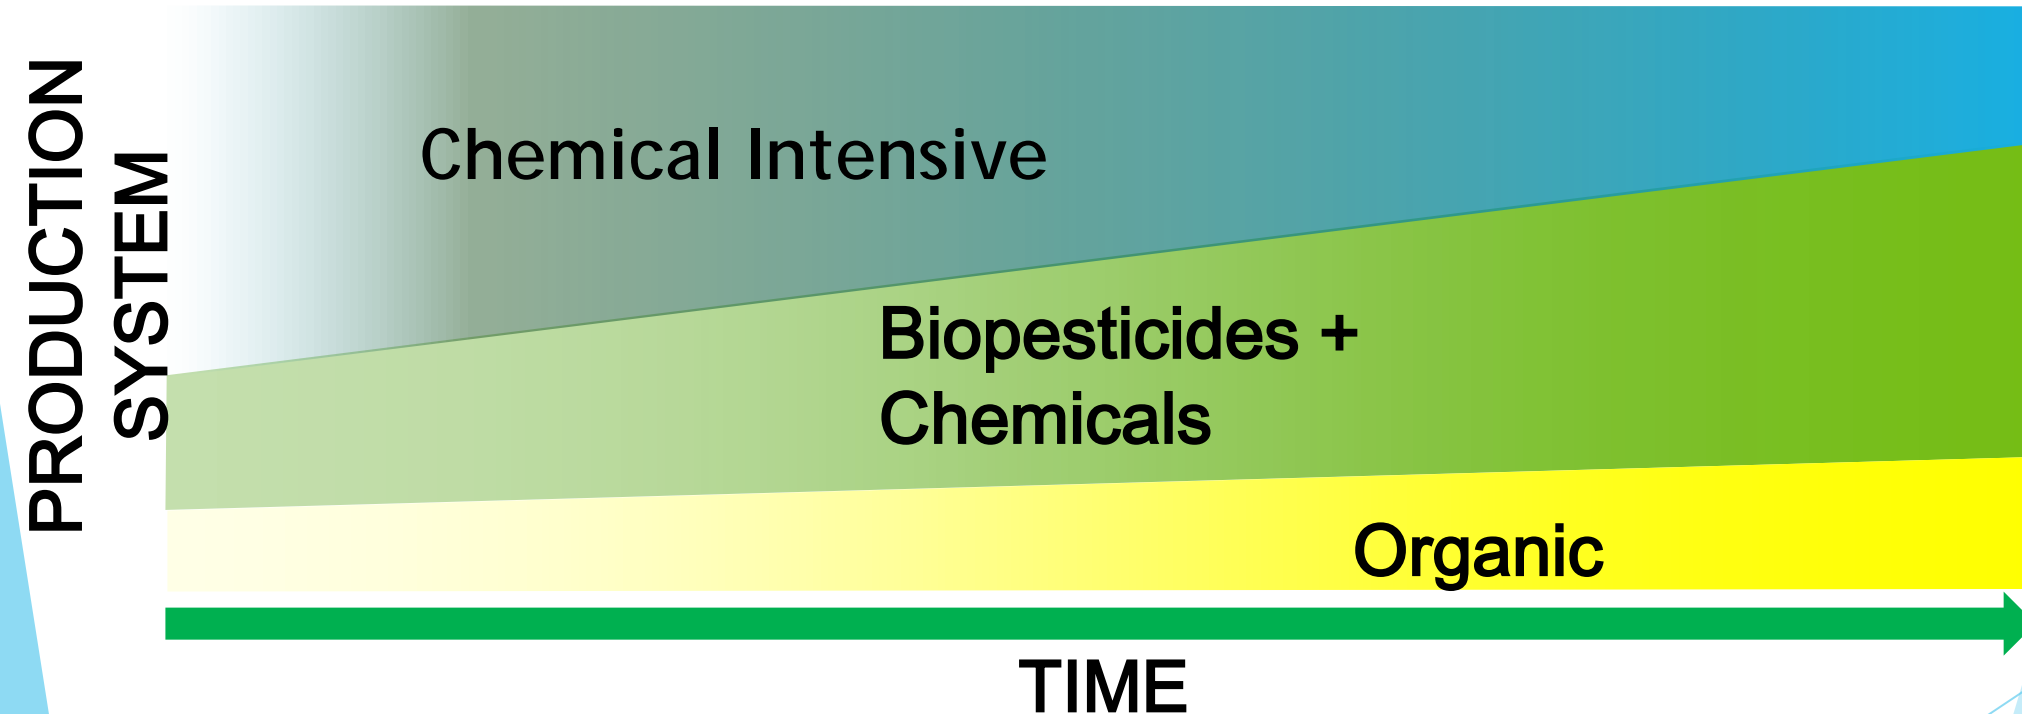 PRODUCTION
SYSTEM
Chemical Intensive
Biopesticides +
Chemicals
Organic
TIME